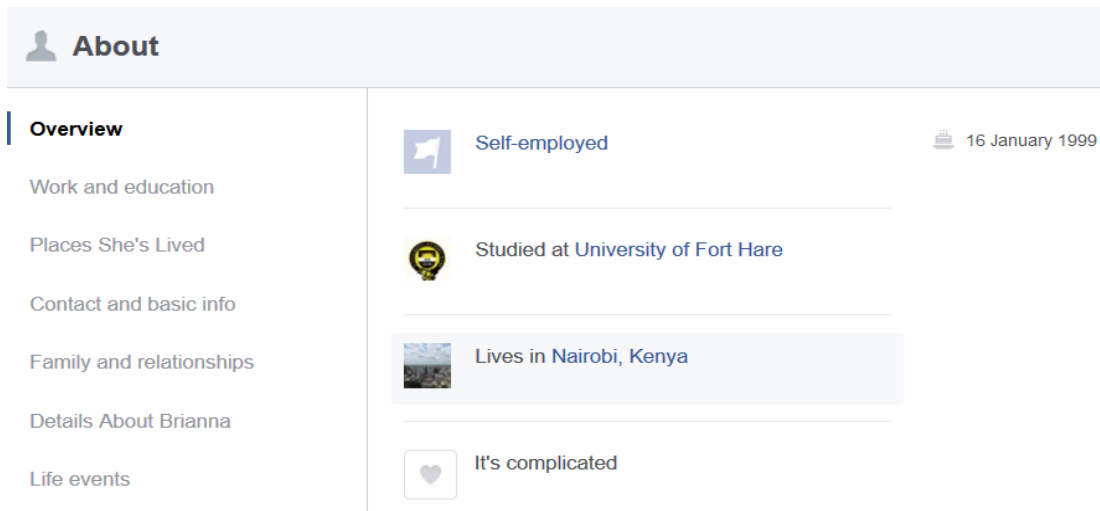 About
Overview
Work and education
Places She's Lived
Contact and basic info
Family and relationships
Details About Brianna
Life events
Self-employed
Studied at University of Fort Hare
Lives in Nairobi, Kenya
It's complicated
16 January 1999